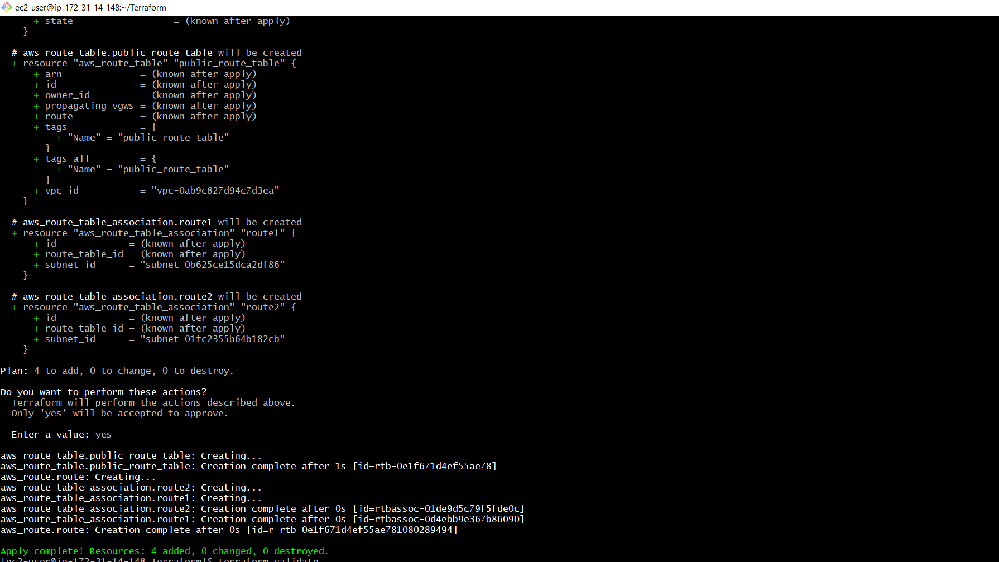 ec2-user@ip-172-31-14-148:~/Terraform
+ state = (known after apply)
}
# aws_route_table.public_route_table will be created
+ resource "aws_route_table" "public_route_table" {
+ arn = (known after apply)
+ id = (known after apply)
+ owner_id = (known after apply)
+ propagating_vgws = (known after apply)
+ route = (known after apply)
+ tags = {
+ "Name" = "public_route_table"
}
+ tags_all = {
+ "Name" = "public_route_table"
}
+ vpc_id = "vpc-0ab9c827d94c7d3ea"
}
# aws_route_table_association.route1 will be created
+ resource "aws_route_table_association" "route1" {
+ id = (known after apply)
+ route_table_id = (known after apply)
+ subnet_id = "subnet-0b625ce15dca2df86"
}
# aws_route_table_association.route2 will be created
+ resource "aws_route_table_association" "route2" {
+ id = (known after apply)
+ route_table_id = (known after apply)
+ subnet_id = "subnet-01fc2355b64b182cb"
}
Plan: 4 to add, 0 to change, 0 to destroy.
Do you want to perform these actions?
Terraform will perform the actions described above.
Only 'yes' will be accepted to approve.
Enter a value: yes
aws_route_table.public_route_table: Creating...
aws_route_table.public_route_table: Creation complete after 1s [id=rtb-0e1f671d4ef55ae78]
aws_route.route: Creating...
aws_route_table_association.route2: Creating...
aws_route_table_association.route1: Creating...
aws_route_table_association.route2: Creation complete after 0s [id=rtbassoc-01de9d5c79f5fde0c]
aws_route_table_association.route1: Creation complete after 0s [id=rtbassoc-0d4ebb9e367b86090]
aws_route.route: Creation complete after 0s [id=r-rtb-0e1f671d4ef55ae781080289494]
Apply complete! Resources: 4 added, 0 changed, 0 destroyed.
[ec2-user@ip-172-31-14-148 Terraform]$ terraform validate